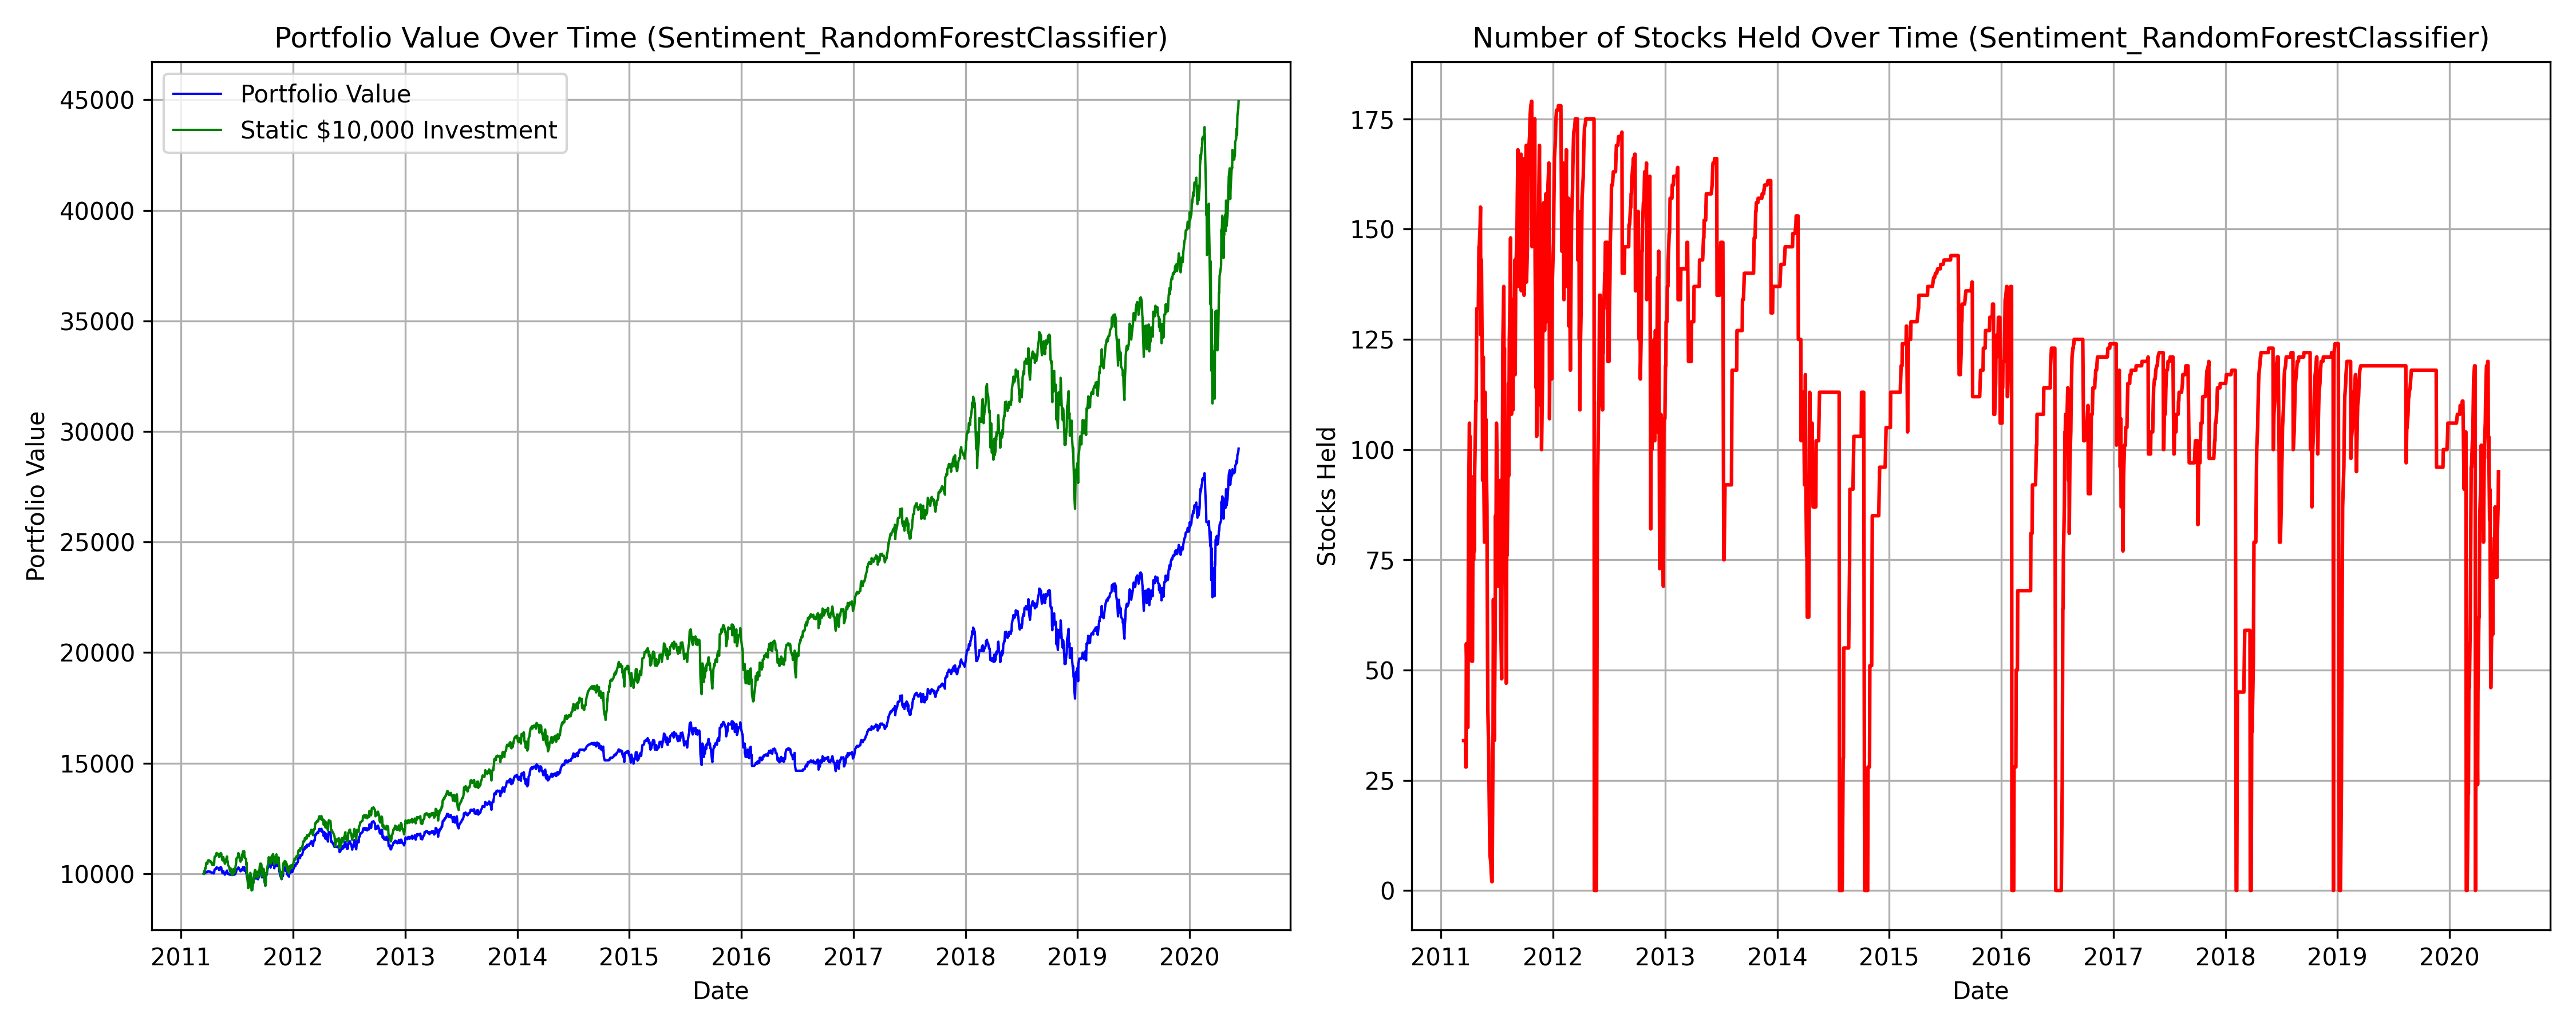 Portfolio Value Over Time (Sentiment_RandomForestClassifier)
Portfolio Value
Static $10,000 Investment
45000
40000
35000
30000
25000
20000
15000
10000
Portfolio Value
2011 2012 2013 2014 2015 2016 2017 2018 2019 2020
Date
Number of Stocks Held Over Time (Sentiment_RandomForestClassifier)
175
150
125
100
75
50
25
0
Stocks Held
2011 2012 2013 2014 2015 2016 2017 2018 2019 2020
Date